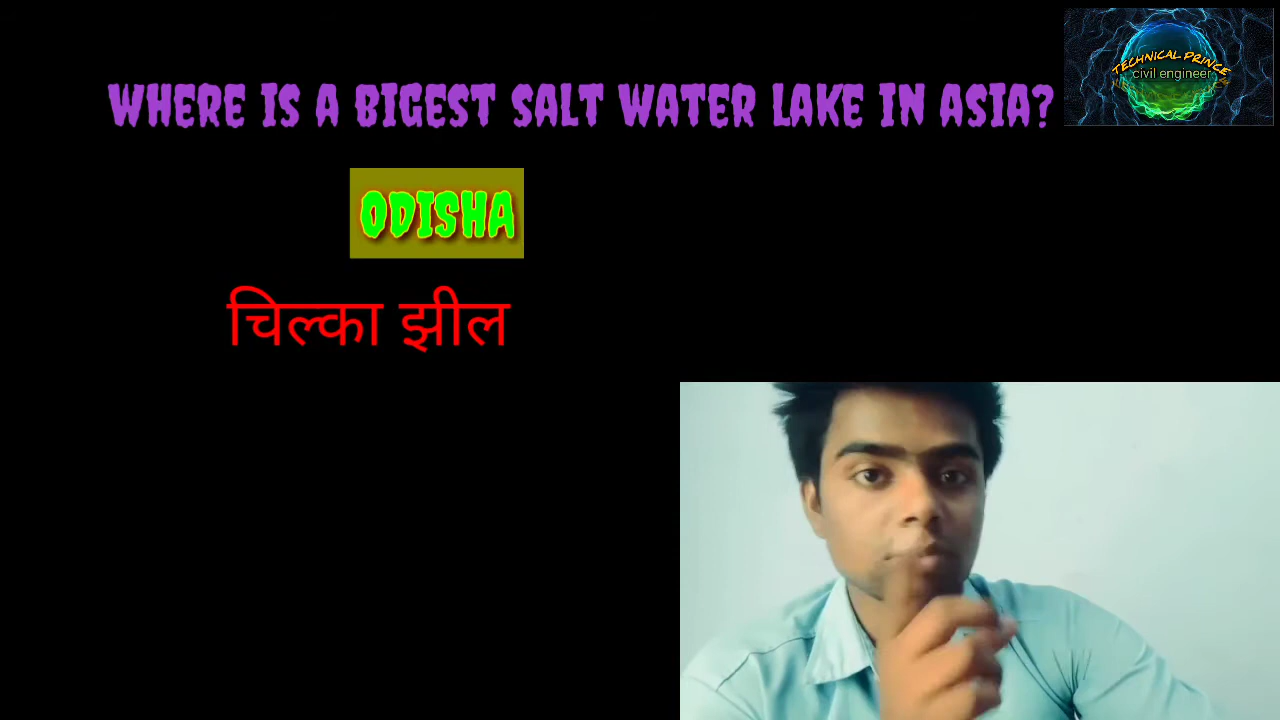 WHERE IS A BIGEST SALT WATER LAKE IN ASIA?
TECHNICAL PRINCE
civil engineer
ODISHA
चिल्का झील